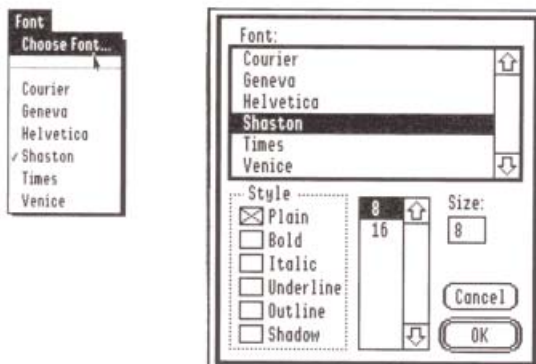 Font
Choose Font...
Courier
Geneva
Helvetica
✓ Shaston
Times
Venice
Font:
Courier
Geneva
Helvetica
Shaston
Times
Venice
Style
Plain
Bold
Italic
Underline
Outline
Shadow
8
16
Size:
8
Cancel
OK